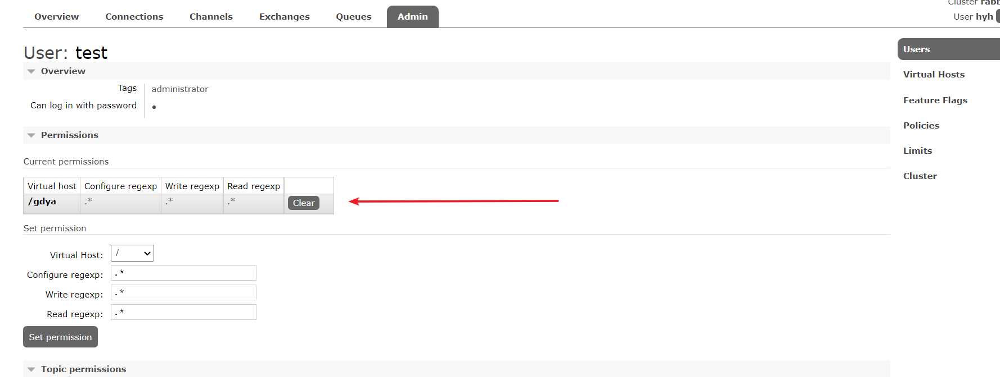 Cluster
Overview Connections Channels Exchanges Queues Admin User hyh
User: test
Users
Overview
Virtual Hosts
Tags administrator
Feature Flags
Can log in with password ●
Policies
Permissions
Limits
Current permissions
Cluster
Virtual host Configure regexp Write regexp Read regexp
/gdya .* .* .* Clear
Set permission
Virtual Host: /
Configure regexp: .*
Write regexp: .*
Read regexp: .*
Set permission
Topic permissions